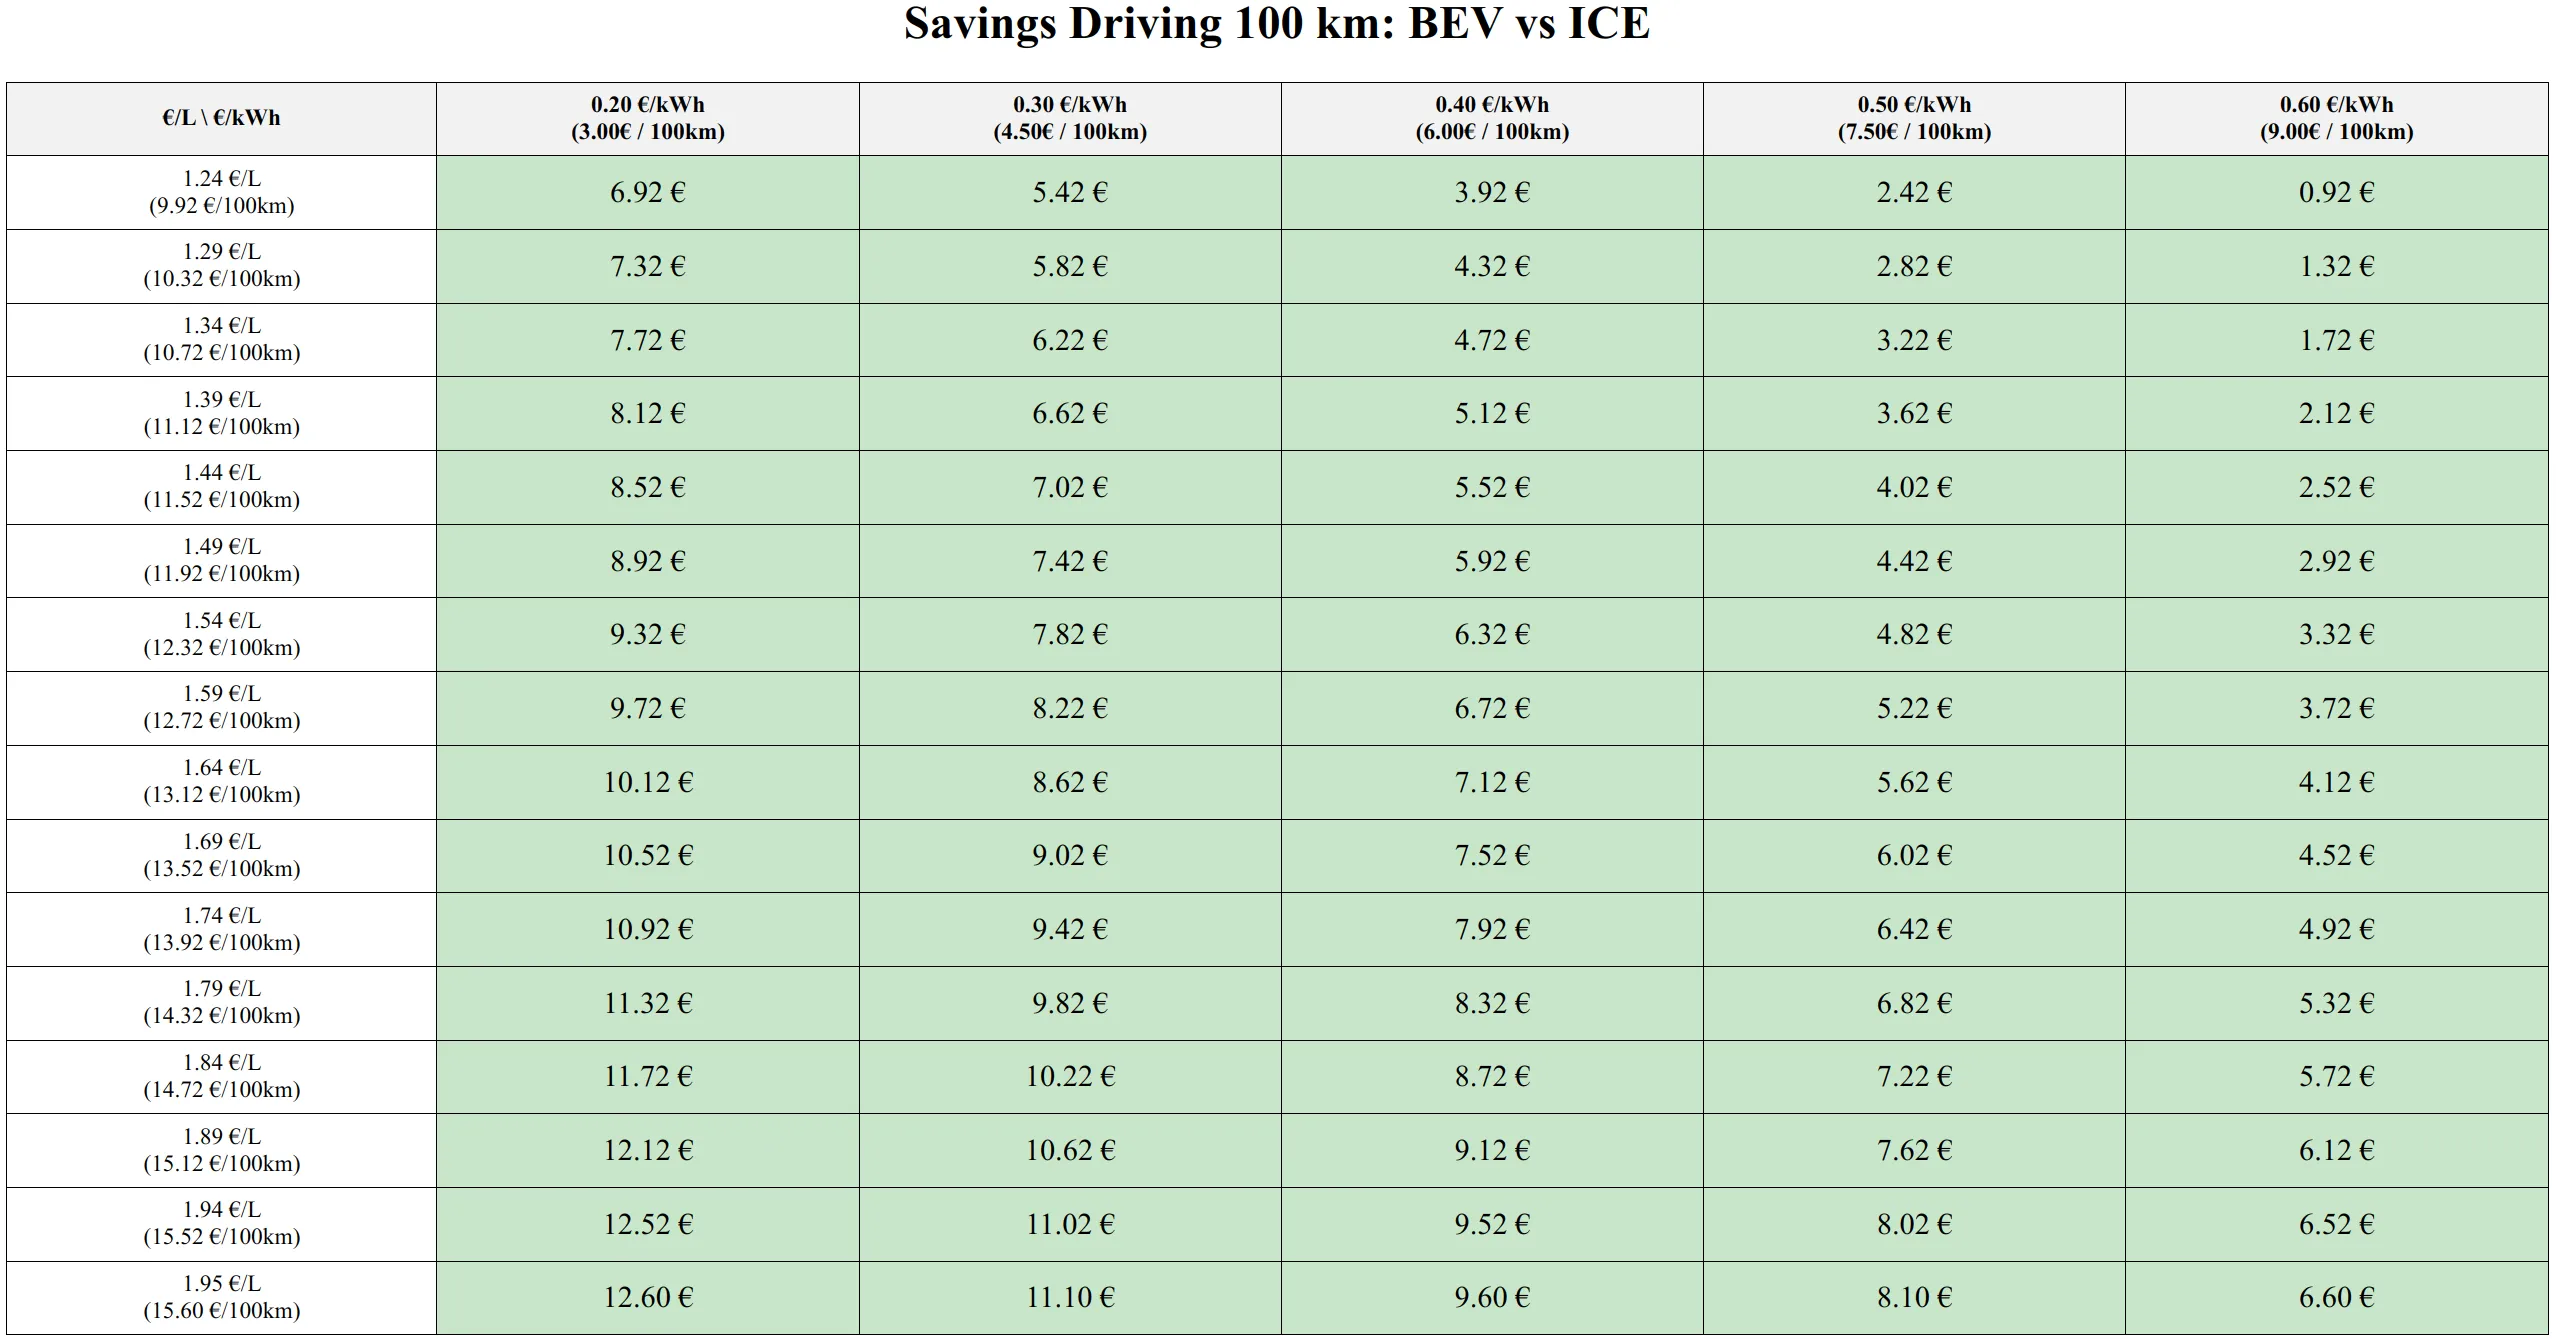 Savings Driving 100 km: BEV vs ICE
€/L \ €/kWh
0.20 €/kWh
(3.00€ / 100km)
0.30 €/kWh
(4.50€ / 100km)
0.40 €/kWh
(6.00€ / 100km)
0.50 €/kWh
(7.50€ / 100km)
0.60 €/kWh
(9.00€ / 100km)
1.24 €/L
(9.92 €/100km)
6.92 €
5.42 €
3.92 €
2.42 €
0.92 €
1.29 €/L
(10.32 €/100km)
7.32 €
5.82 €
4.32 €
2.82 €
1.32 €
1.34 €/L
(10.72 €/100km)
7.72 €
6.22 €
4.72 €
3.22 €
1.72 €
1.39 €/L
(11.12 €/100km)
8.12 €
6.62 €
5.12 €
3.62 €
2.12 €
1.44 €/L
(11.52 €/100km)
8.52 €
7.02 €
5.52 €
4.02 €
2.52 €
1.49 €/L
(11.92 €/100km)
8.92 €
7.42 €
5.92 €
4.42 €
2.92 €
1.54 €/L
(12.32 €/100km)
9.32 €
7.82 €
6.32 €
4.82 €
3.32 €
1.59 €/L
(12.72 €/100km)
9.72 €
8.22 €
6.72 €
5.22 €
3.72 €
1.64 €/L
(13.12 €/100km)
10.12 €
8.62 €
7.12 €
5.62 €
4.12 €
1.69 €/L
(13.52 €/100km)
10.52 €
9.02 €
7.52 €
6.02 €
4.52 €
1.74 €/L
(13.92 €/100km)
10.92 €
9.42 €
7.92 €
6.42 €
4.92 €
1.79 €/L
(14.32 €/100km)
11.32 €
9.82 €
8.32 €
6.82 €
5.32 €
1.84 €/L
(14.72 €/100km)
11.72 €
10.22 €
8.72 €
7.22 €
5.72 €
1.89 €/L
(15.12 €/100km)
12.12 €
10.62 €
9.12 €
7.62 €
6.12 €
1.94 €/L
(15.52 €/100km)
12.52 €
11.02 €
9.52 €
8.02 €
6.52 €
1.95 €/L
(15.60 €/100km)
12.60 €
11.10 €
9.60 €
8.10 €
6.60 €